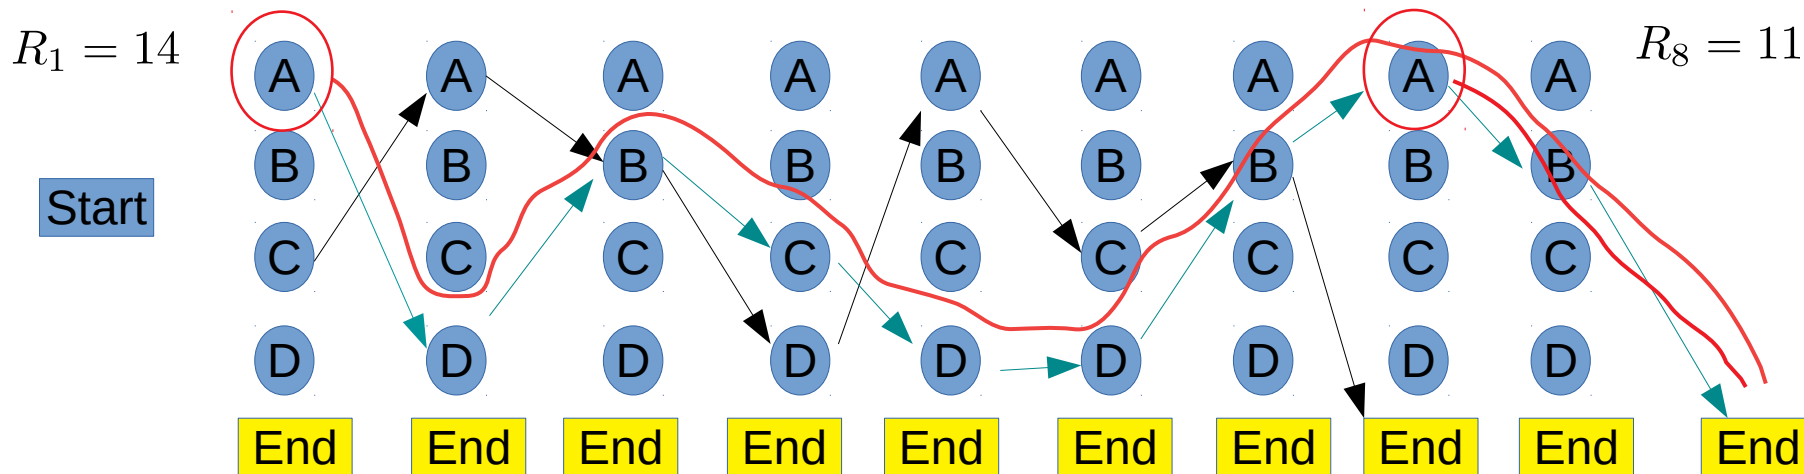 R₁ = 14
R₈ = 11
A A A A A A A A A
B B B B B B B B B
Start
C C C C C C C C C
D D D D D D D D D
End End End End End End End End End End